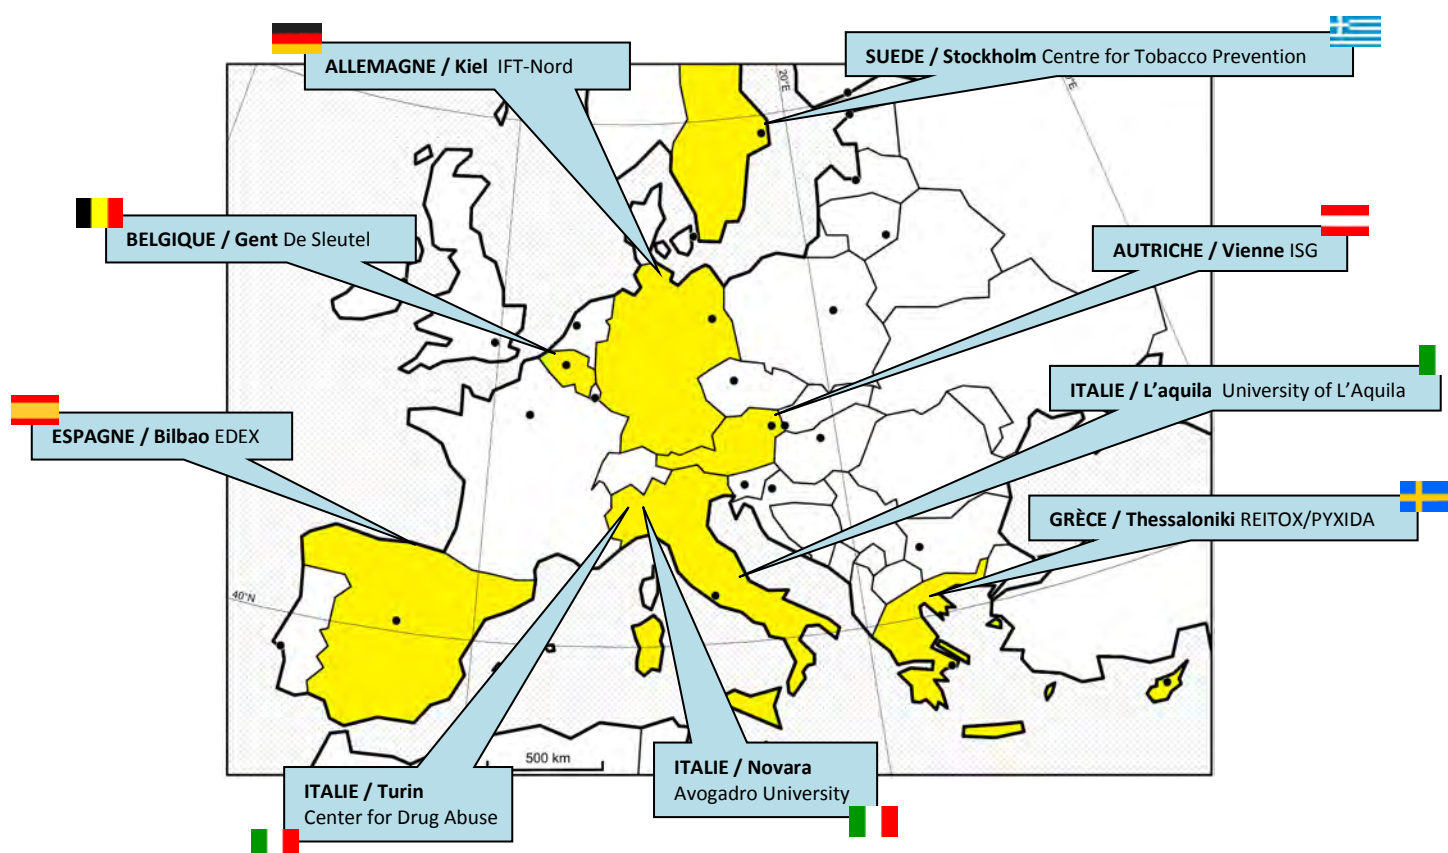 ALLEMAGNE / Kiel IFT-Nord
SUEDE / Stockholm Centre for Tobacco Prevention
20°E
BELGIQUE / Gent De Sleutel
AUTRICHE / Vienne ISG
ITALIE / L’aquila University of L’Aquila
ESPAGNE / Bilbao EDEX
GRÈCE / Thessaloniki REITOX/PYXIDA
40°N
500 km
ITALIE / Novara
Avogadro University
ITALIE / Turin
Center for Drug Abuse